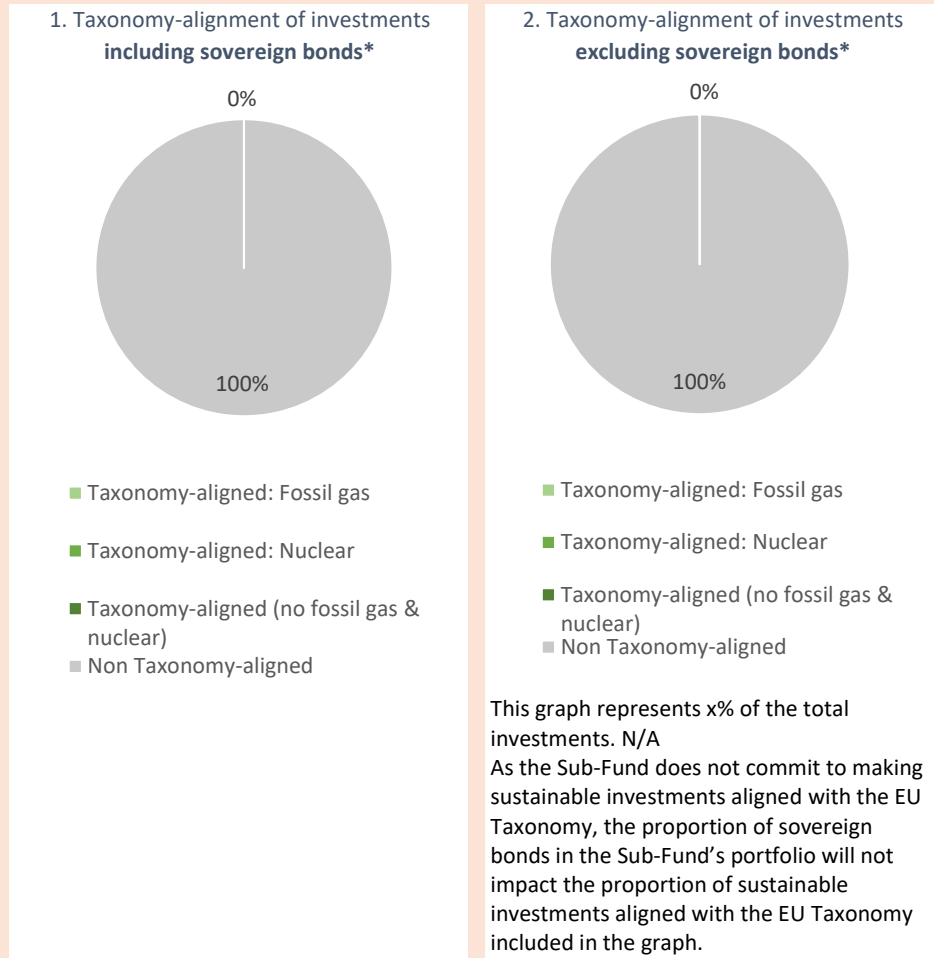 1. Taxonomy-alignment of investments
including sovereign bonds*
0%
100%
Taxonomy-aligned: Fossil gas
Taxonomy-aligned: Nuclear
Taxonomy-aligned (no fossil gas &
nuclear)
Non Taxonomy-aligned
2. Taxonomy-alignment of investments
excluding sovereign bonds*
0%
100%
Taxonomy-aligned: Fossil gas
Taxonomy-aligned: Nuclear
Taxonomy-aligned (no fossil gas &
nuclear)
Non Taxonomy-aligned
This graph represents x% of the total
investments. N/A
As the Sub-Fund does not commit to making
sustainable investments aligned with the EU
Taxonomy, the proportion of sovereign
bonds in the Sub-Fund's portfolio will not
impact the proportion of sustainable
investments aligned with the EU Taxonomy
included in the graph.